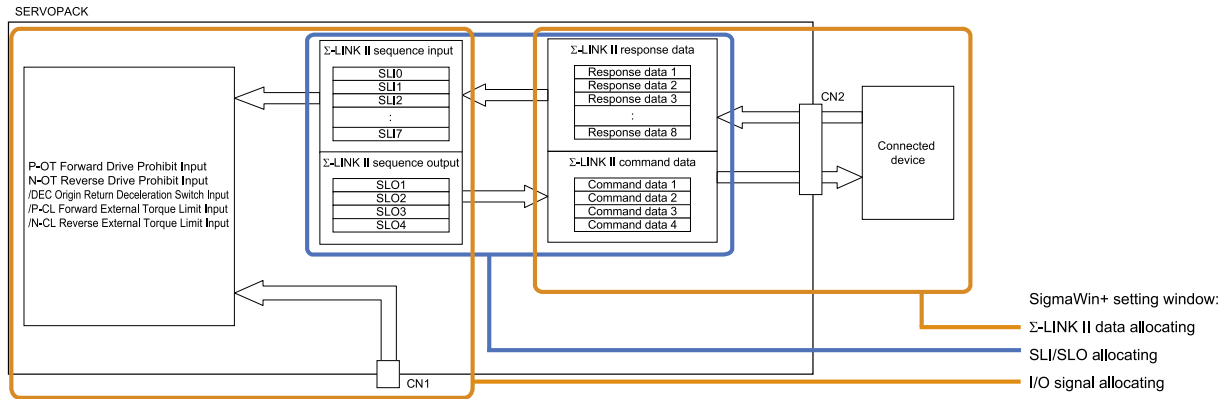 SERVOPACK
P-OT Forward Drive Prohibit Input
N-OT Reverse Drive Prohibit Input
/DEC Origin Return Deceleration Switch Input
/P-CL Forward External Torque Limit Input
/N-CL Reverse External Torque Limit Input
Σ-LINK II sequence input
SLI0
SLI1
SLI2
:
SLI7
Σ-LINK II sequence output
SLO1
SLO2
SLO3
SLO4
Σ-LINK II response data
Response data 1
Response data 2
Response data 3
:
Response data 8
Σ-LINK II command data
Command data 1
Command data 2
Command data 3
Command data 4
CN2
Connected
device
CN1
SigmaWin+ setting window:
Σ-LINK II data allocating
SLI/SLO allocating
I/O signal allocating